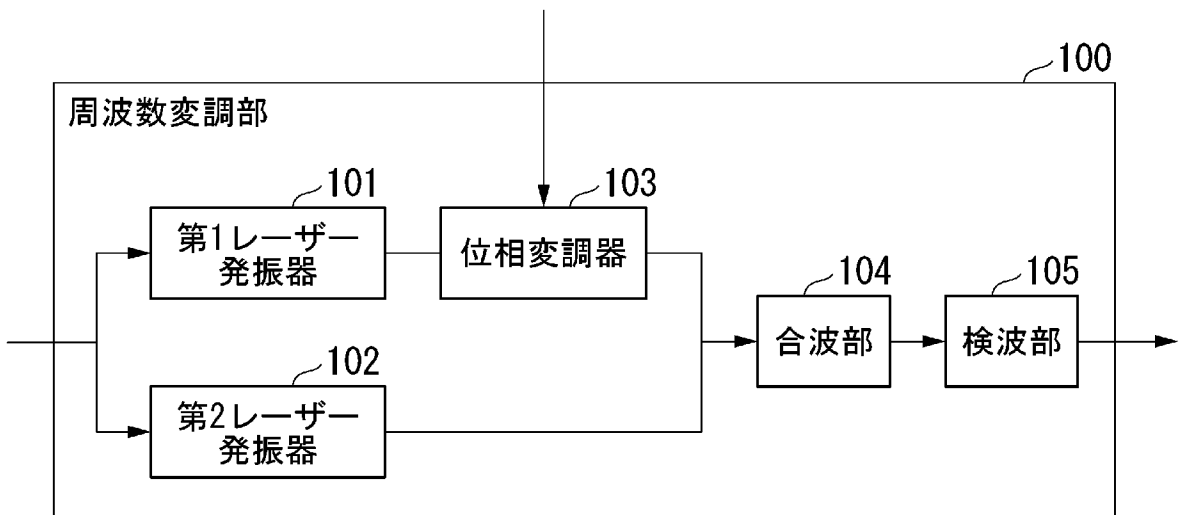 100
周波数変調部
101
第1レーザー
発振器
103
位相変調器
104
合波部
105
検波部
102
第2レーザー
発振器